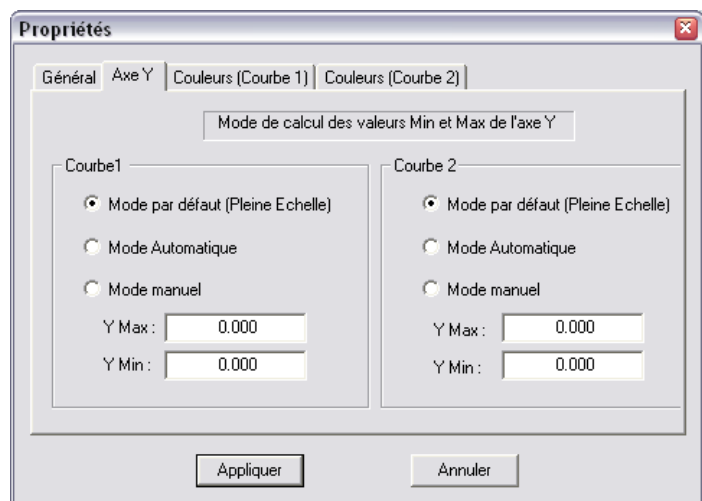 Propriétés
Général Axe Y Couleurs (Courbe 1) Couleurs (Courbe 2)
Mode de calcul des valeurs Min et Max de l'axe Y
Courbe1
Mode par défaut (Pleine Echelle)
Mode Automatique
Mode manuel
Y Max : 0.000
Y Min : 0.000
Courbe 2
Mode par défaut (Pleine Echelle)
Mode Automatique
Mode manuel
Y Max : 0.000
Y Min : 0.000
Appliquer Annuler